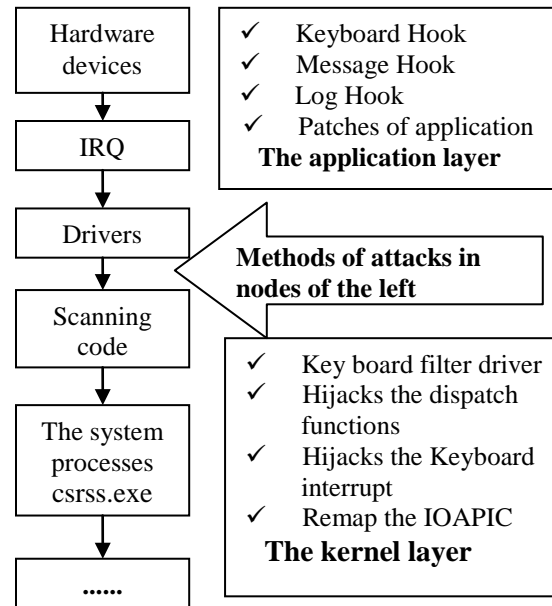 Hardware
devices
IRQ
Drivers
Scanning
code
The system
processes
csrss.exe
......
✓ Keyboard Hook
✓ Message Hook
✓ Log Hook
✓ Patches of application
The application layer
Methods of attacks in
nodes of the left
✓ Key board filter driver
✓ Hijacks the dispatch
functions
✓ Hijacks the Keyboard
interrupt
✓ Remap the IOAPIC
The kernel layer